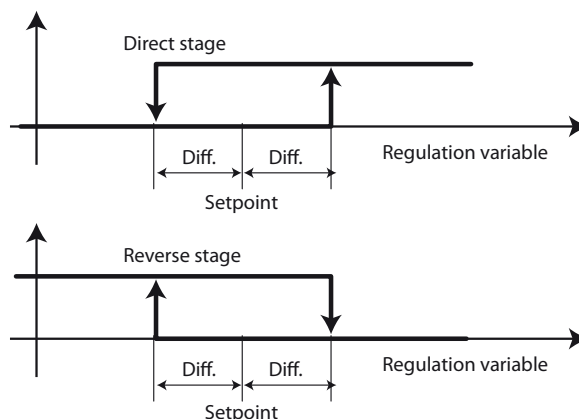 Direct stage
Diff. Diff. Regulation variable
Setpoint
Reverse stage
Diff. Diff. Regulation variable
Setpoint